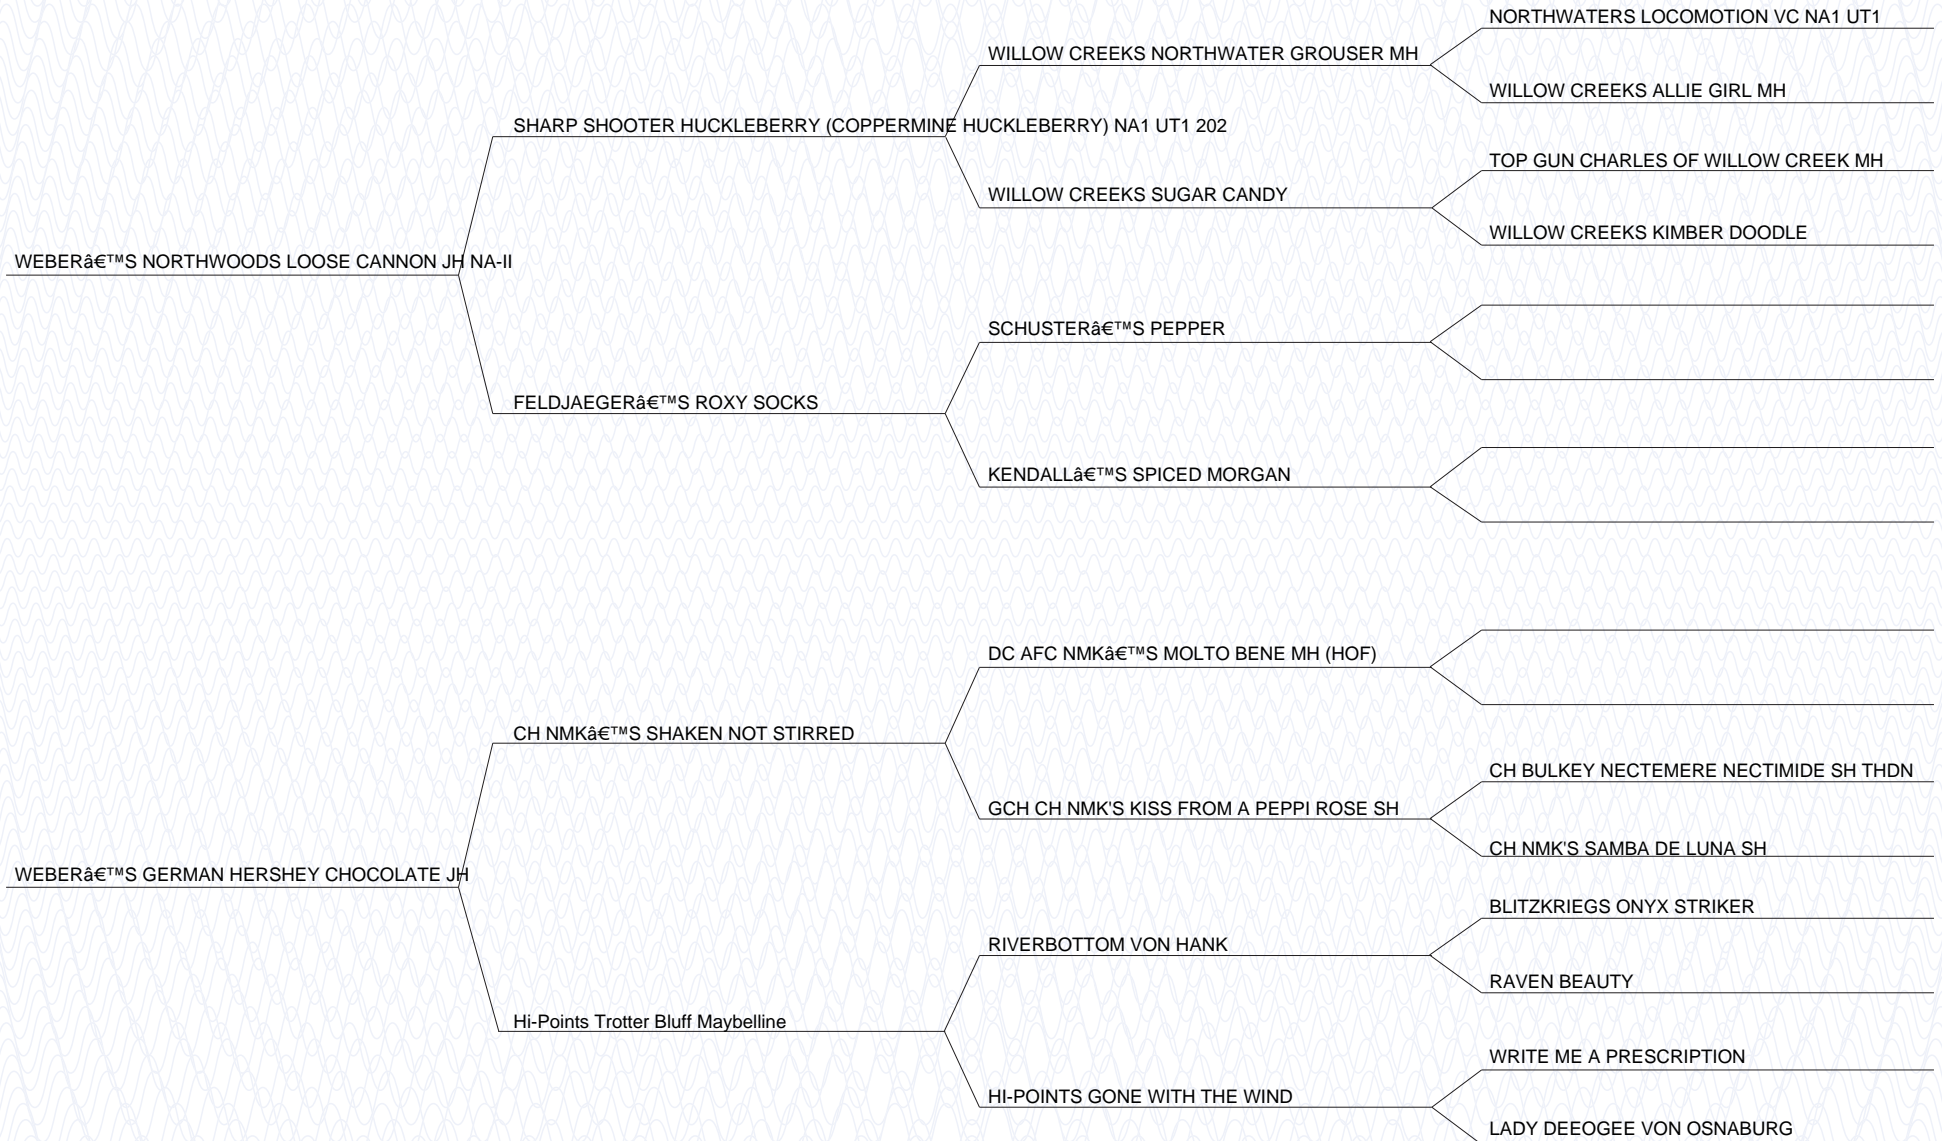 NORTHWATERS LOCOMOTION VC NA1 UT1
WILLOW CREEKS NORTHWATER GROUSER MH
WILLOW CREEKS ALLIE GIRL MH
SHARP SHOOTER HUCKLEBERRY (COPPERMINE HUCKLEBERRY) NA1 UT1 202
TOP GUN CHARLES OF WILLOW CREEK MH
WILLOW CREEKS SUGAR CANDY
WILLOW CREEKS KIMBER DOODLE
WEBERâ€™S NORTHWOODS LOOSE CANNON JH NA-II
SCHUSTERâ€™S PEPPER
FELDJAEGERâ€™S ROXY SOCKS
KENDALLâ€™S SPICED MORGAN
DC AFC NMKâ€™S MOLTO BENE MH (HOF)
CH NMKâ€™S SHAKEN NOT STIRRED
CH BULKEY NECTEMERE NECTIMIDE SH THDN
GCH CH NMK'S KISS FROM A PEPPI ROSE SH
CH NMK'S SAMBA DE LUNA SH
WEBERâ€™S GERMAN HERSHEY CHOCOLATE JH
BLITZKRIEGS ONYX STRIKER
RIVERBOTTOM VON HANK
RAVEN BEAUTY
Hi-Points Trotter Bluff Maybelline
WRITE ME A PRESCRIPTION
HI-POINTS GONE WITH THE WIND
LADY DEEOGEE VON OSNABURG